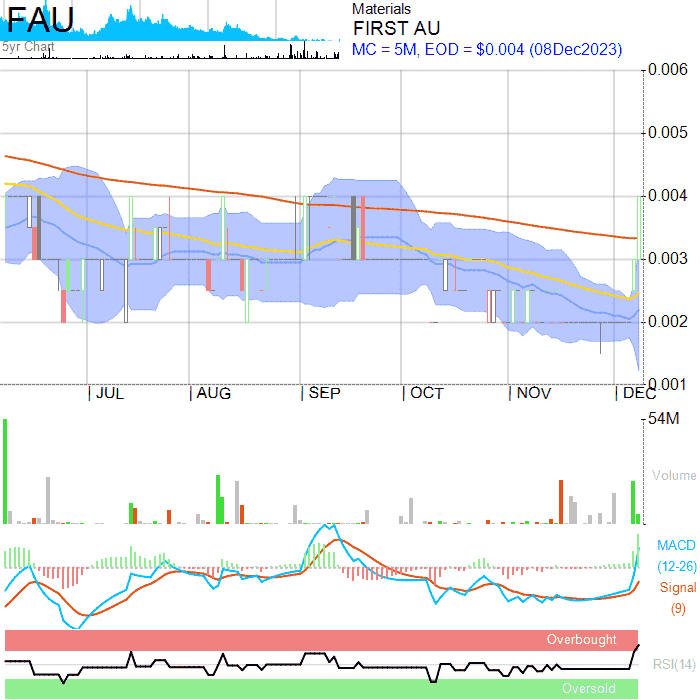 FAU
5yr Chart
Materials
FIRST AU
MC = 5M, EOD = $0.004 (08Dec2023)
0.006
0.005
0.004
0.003
0.002
0.001
JUL AUG SEP OCT NOV DEC
54M
Volume
MACD
(12-26)
Signal
(9)
Overbought
RSI(14)
Oversold